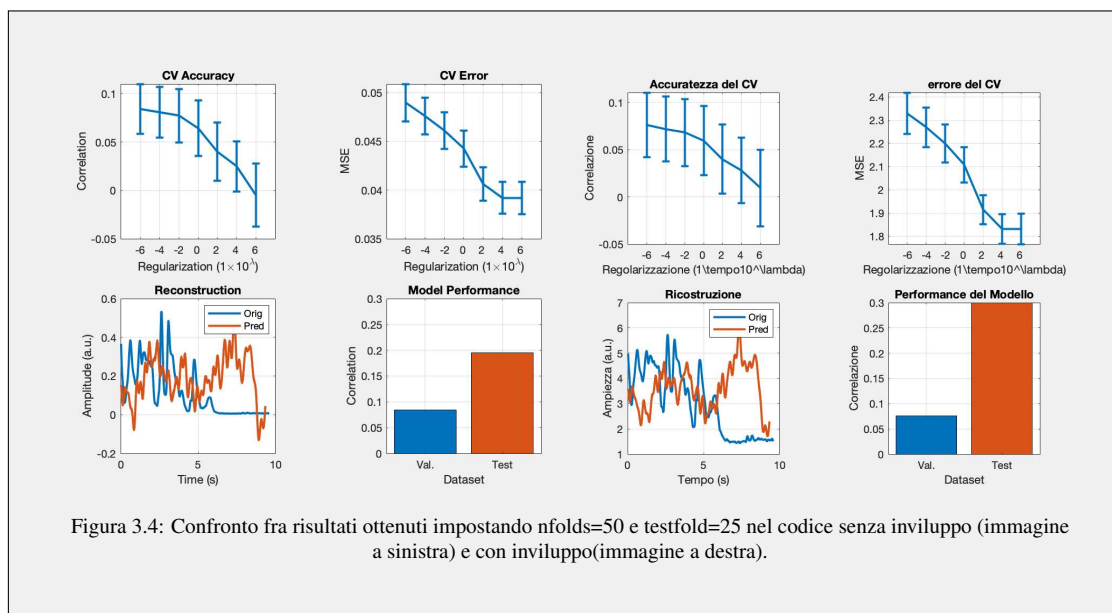 CV Accuracy
0.1
0.05
0
-0.05
Correlation
-6 -4 -2 0 2 4 6
Regularization (1×10^λ)
CV Error
0.05
0.045
0.04
0.035
MSE
-6 -4 -2 0 2 4 6
Regularization (1×10^λ)
Accuratezza del CV
0.1
0.05
0
-0.05
Correlazione
-6 -4 -2 0 2 4 6
Regolarizzazione (1\tempo10^\lambda)
errore del CV
2.4
2.3
2.2
2.1
2
1.9
1.8
MSE
-6 -4 -2 0 2 4 6
Regolarizzazione (1\tempo10^\lambda)
Reconstruction
0.6
0.4
0.2
0
-0.2
Amplitude (a.u.)
Orig
Pred
0 5 10
Time (s)
Model Performance
0.3
0.25
0.2
0.15
0.1
0.05
0
Correlation
Val. Test
Dataset
Ricostruzione
7
6
5
4
3
2
1
Ampiezza (a.u.)
Orig
Pred
0 5 10
Tempo (s)
Performance del Modello
0.3
0.25
0.2
0.15
0.1
0.05
0
Correlazione
Val. Test
Dataset
Figura 3.4: Confronto fra risultati ottenuti impostando nfolds=50 e testfold=25 nel codice senza inviluppo (immagine
a sinistra) e con inviluppo(immagine a destra).